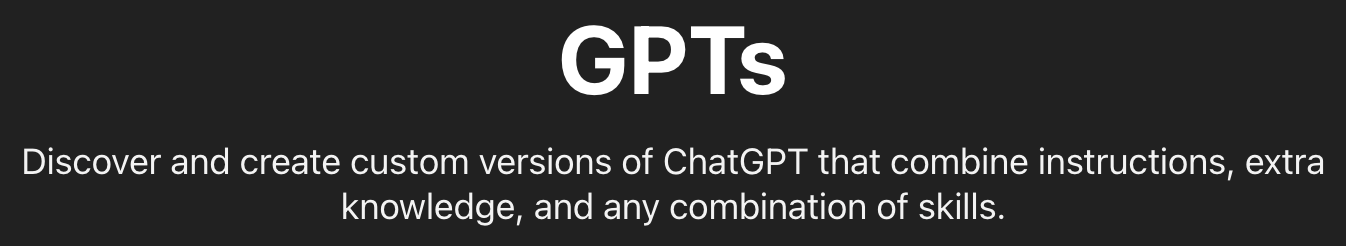 GPTs
Discover and create custom versions of ChatGPT that combine instructions, extra
knowledge, and any combination of skills.